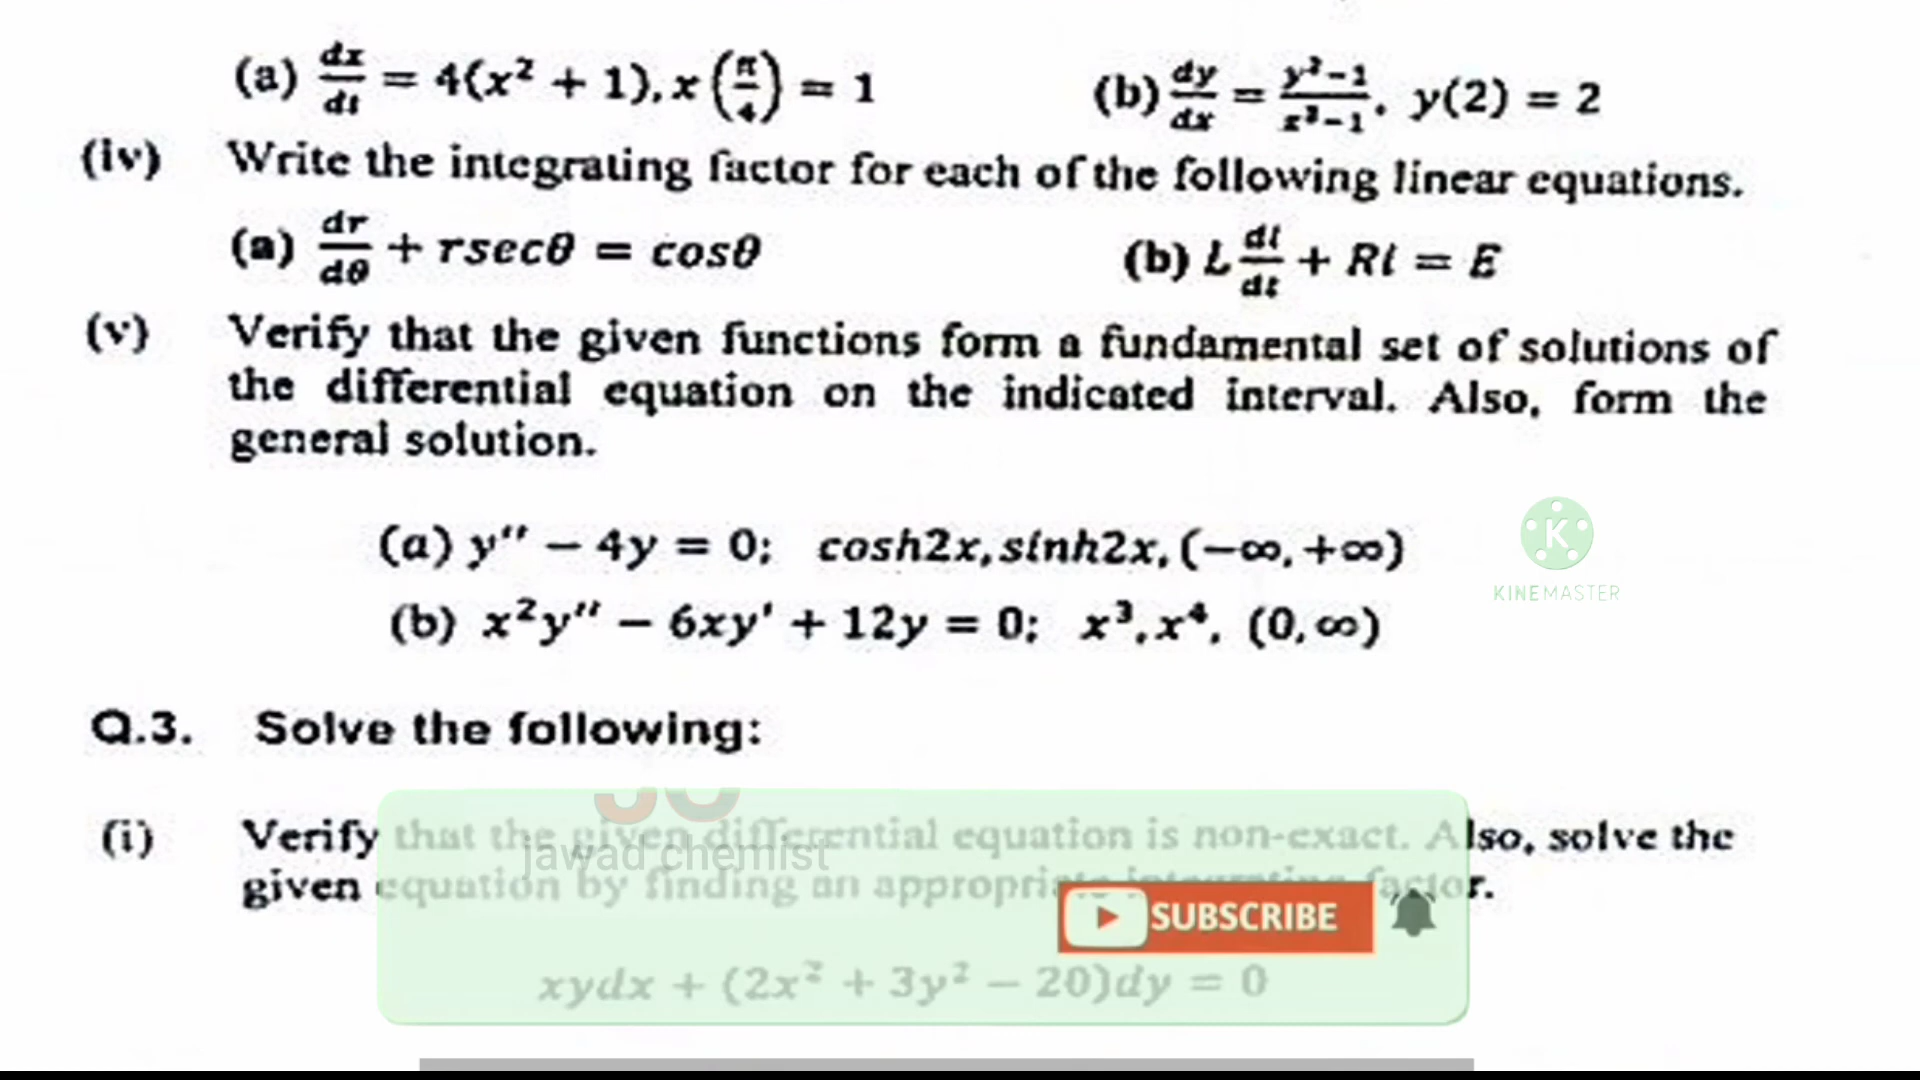 (a) dx/dt = 4(x² + 1), x(π/4) = 1 (b) dy/dx = y²−1/x²−1, y(2) = 2
(iv) Write the integrating factor for each of the following linear equations.
(a) dr/dθ + rsecθ = cosθ (b) L di/dt + Ri = E
(v) Verify that the given functions form a fundamental set of solutions of
the differential equation on the indicated interval. Also, form the
general solution.
(a) y″ − 4y = 0; cosh2x, sinh2x, (−∞, +∞)
KINEMASTER
(b) x²y″ − 6xy′ + 12y = 0; x³, x⁴, (0, ∞)
Q.3. Solve the following:
(i) Verify that the given differential equation is non-exact. Also, solve the
jawad chemist
given equation by finding an appropriate integrating factor.
SUBSCRIBE
xydx + (2x² + 3y² − 20)dy = 0